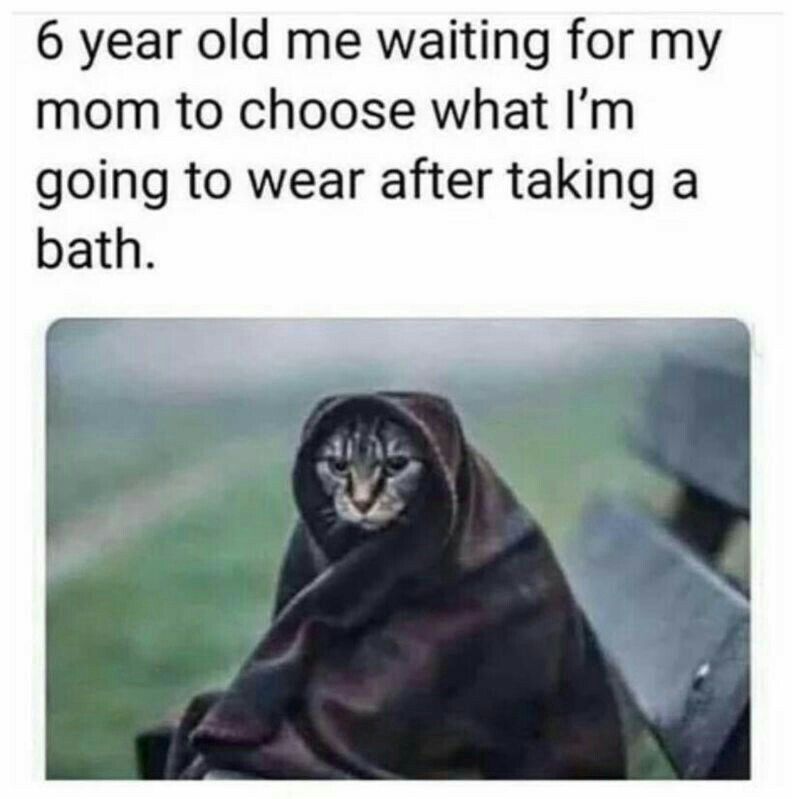 6 year old me waiting for my
mom to choose what I'm
going to wear after taking a
bath.